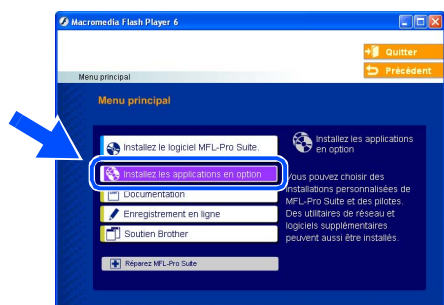 Macromedia Flash Player 6
Quitter
Précédent
Menu principal
Menu principal
Installez le logiciel MFL-Pro Suite.
Installez les applications en option
Documentation
Enregistrement en ligne
Soutien Brother
Réparez MFL-Pro Suite
Installez les applications
en option
Vous pouvez choisir des
installations personnalisées de
MFL-Pro Suite et des pilotes.
Des utilitaires de réseau et
logiciels supplémentaires
peuvent aussi être installés.